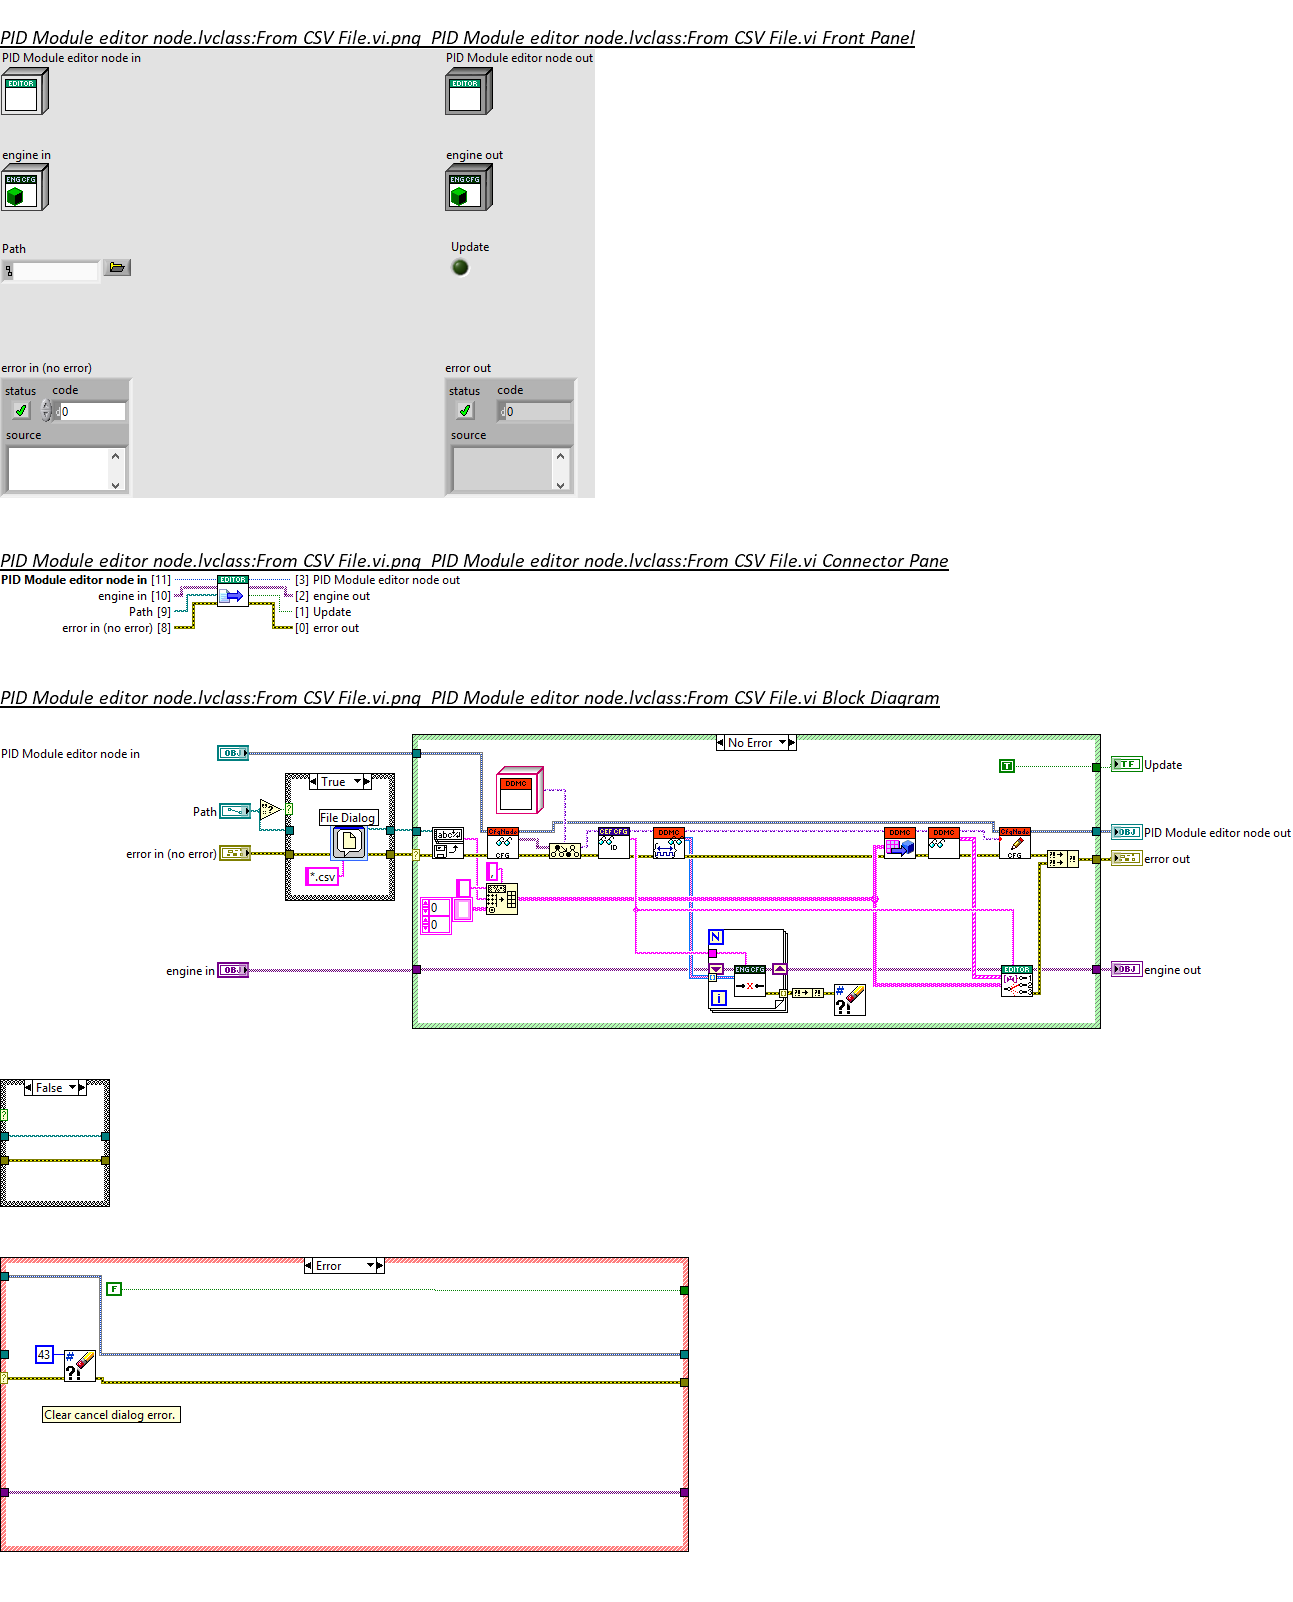 PID Module editor node.lvclass:From CSV File.vi.png  PID Module editor node.lvclass:From CSV File.vi Front Panel
PID Module editor node in
PID Module editor node out
EDITOR
EDITOR
engine in
engine out
ENG CFG
ENG CFG
Path
Update
error in (no error)
error out
status code
status code
0
0
source
source
PID Module editor node.lvclass:From CSV File.vi.png  PID Module editor node.lvclass:From CSV File.vi Connector Pane
PID Module editor node in [11]
EDITOR
[3] PID Module editor node out
engine in [10]
[2] engine out
Path [9]
[1] Update
error in (no error) [8]
[0] error out
PID Module editor node.lvclass:From CSV File.vi.png  PID Module editor node.lvclass:From CSV File.vi Block Diagram
No Error
PID Module editor node in
OBJ
T
TF
Update
True
DDMC
Path
File Dialog
abc
CfgNode
CFG
CEF CFG
ID
DDMC
DDMC
DDMC
CfgNode
CFG
OBJ
PID Module editor node out
error in (no error)
error out
*.csv
,
0
0
N
engine in
OBJ
ENG CFG
i
#
?!
EDITOR
OBJ
engine out
False
?
Error
F
43
#
?!
Clear cancel dialog error.